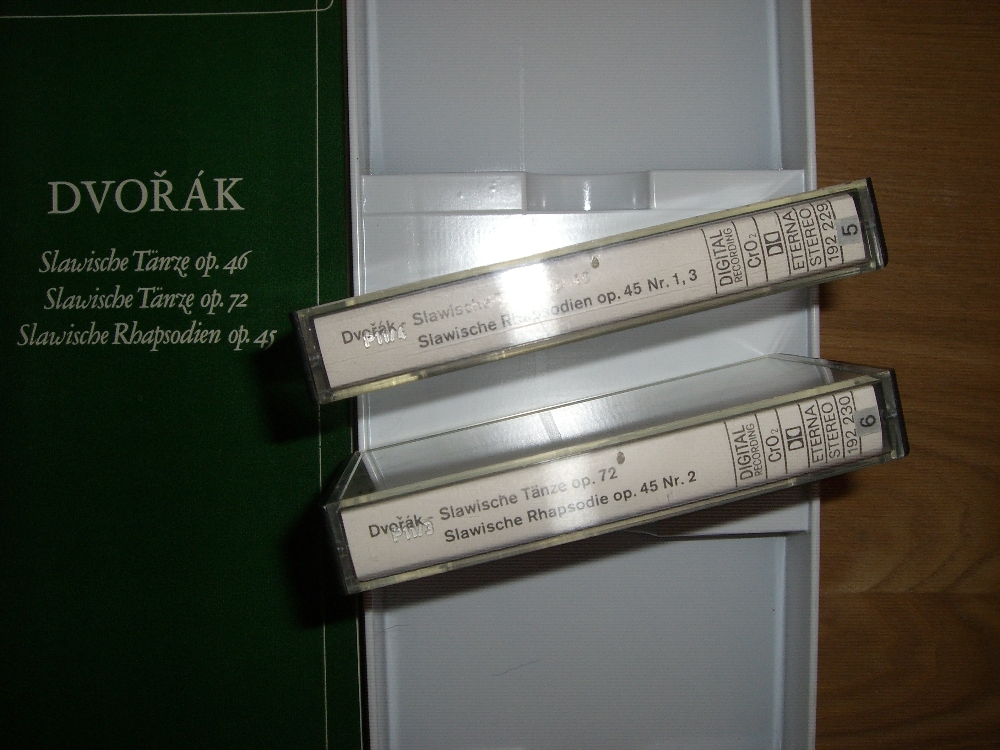 DVOŘÁK
Slawische Tänze op. 46
Slawische Tänze op. 72
Slawische Rhapsodien op. 45
Dvořák - Slawische
Slawische Rhapsodien op. 45 Nr. 1, 3
DIGITAL
RECORDING
CrO₂
ETERNA
STEREO
192 229
5
Dvořák - Slawische Tänze op. 72
Slawische Rhapsodie op. 45 Nr. 2
DIGITAL
RECORDING
CrO₂
ETERNA
STEREO
192 230
6